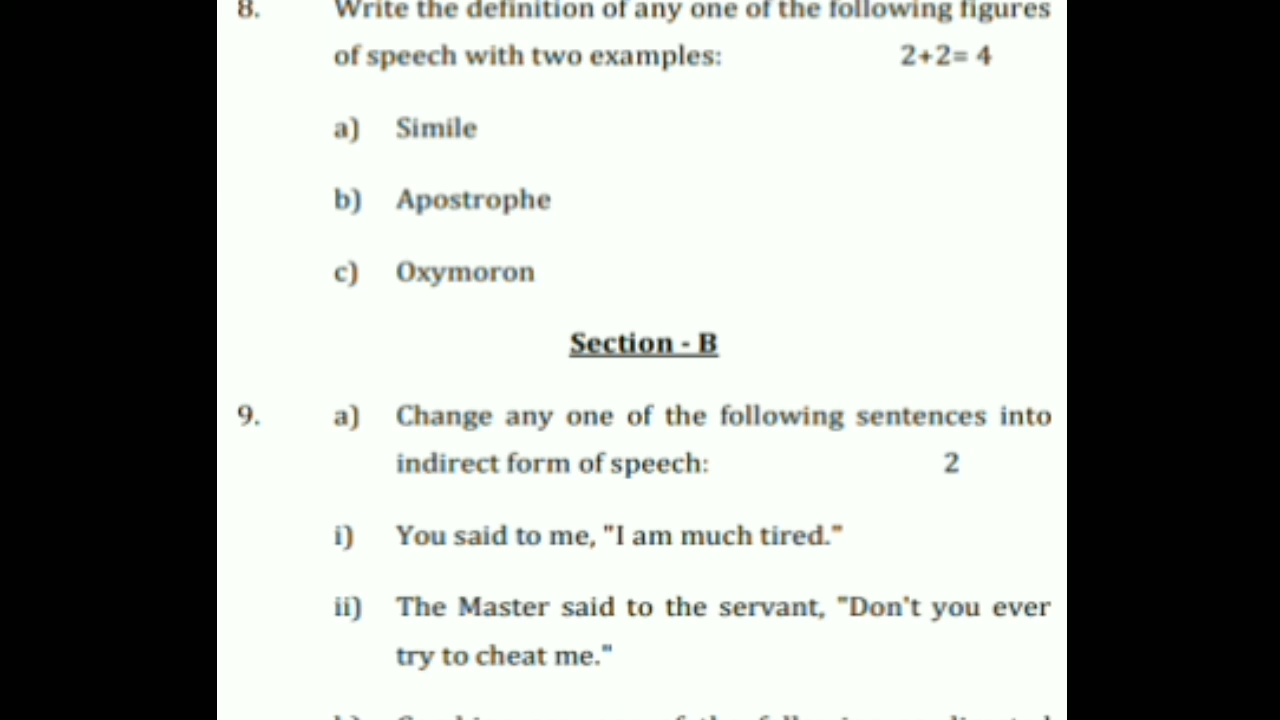 8. Write the definition of any one of the following figures
of speech with two examples: 2+2= 4
a) Simile
b) Apostrophe
c) Oxymoron
Section - B
9. a) Change any one of the following sentences into
indirect form of speech: 2
i) You said to me, "I am much tired."
ii) The Master said to the servant, "Don't you ever
try to cheat me."
of the